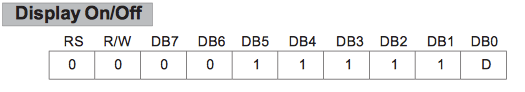 Display On/Off
RS R/W DB7 DB6 DB5 DB4 DB3 DB2 DB1 DB0
0 0 0 0 1 1 1 1 1 D